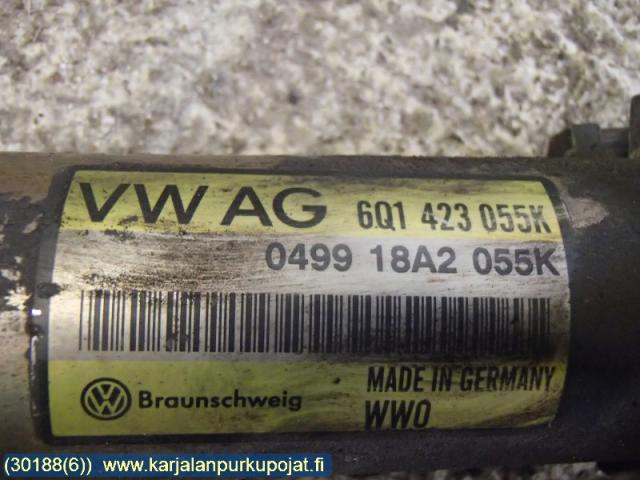 VW AG 6Q1 423 055K
0499 18A2 055K
MADE IN GERMANY
Braunschweig
WWO
(30188(6)) www.karjalanpurkupojat.fi